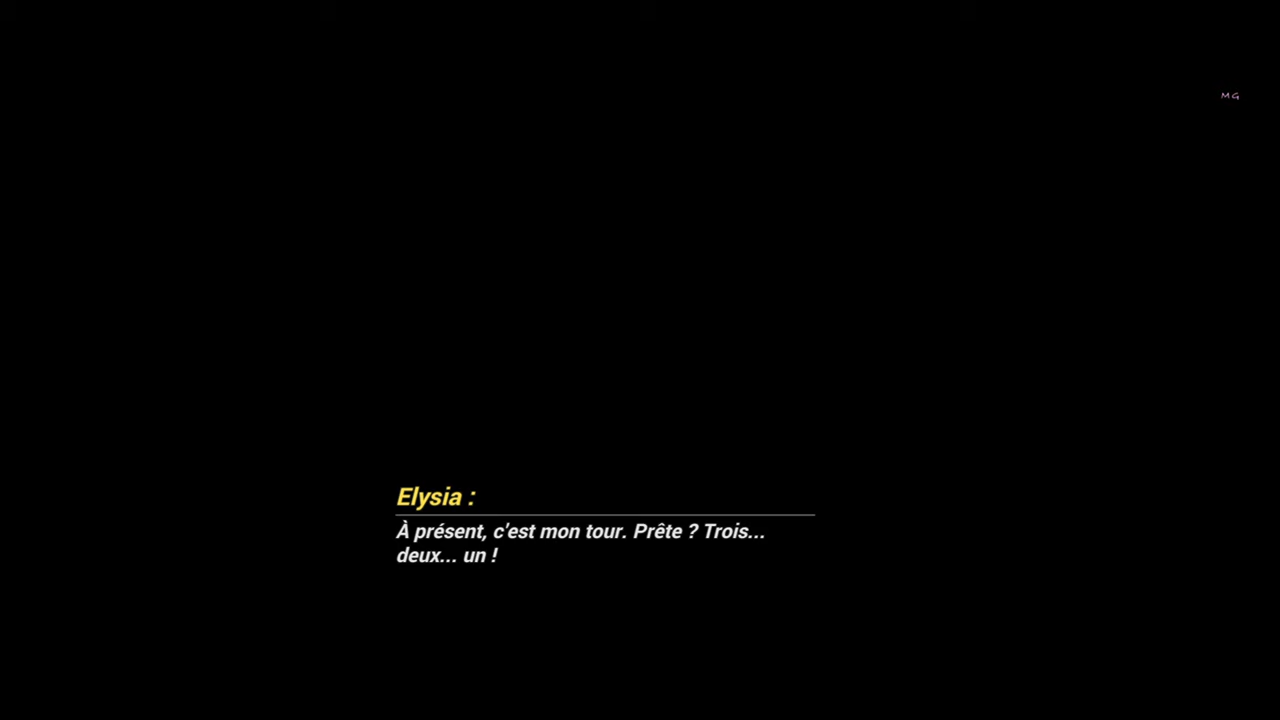 MG
Elysia :
À présent, c'est mon tour. Prête ? Trois...
deux... un !